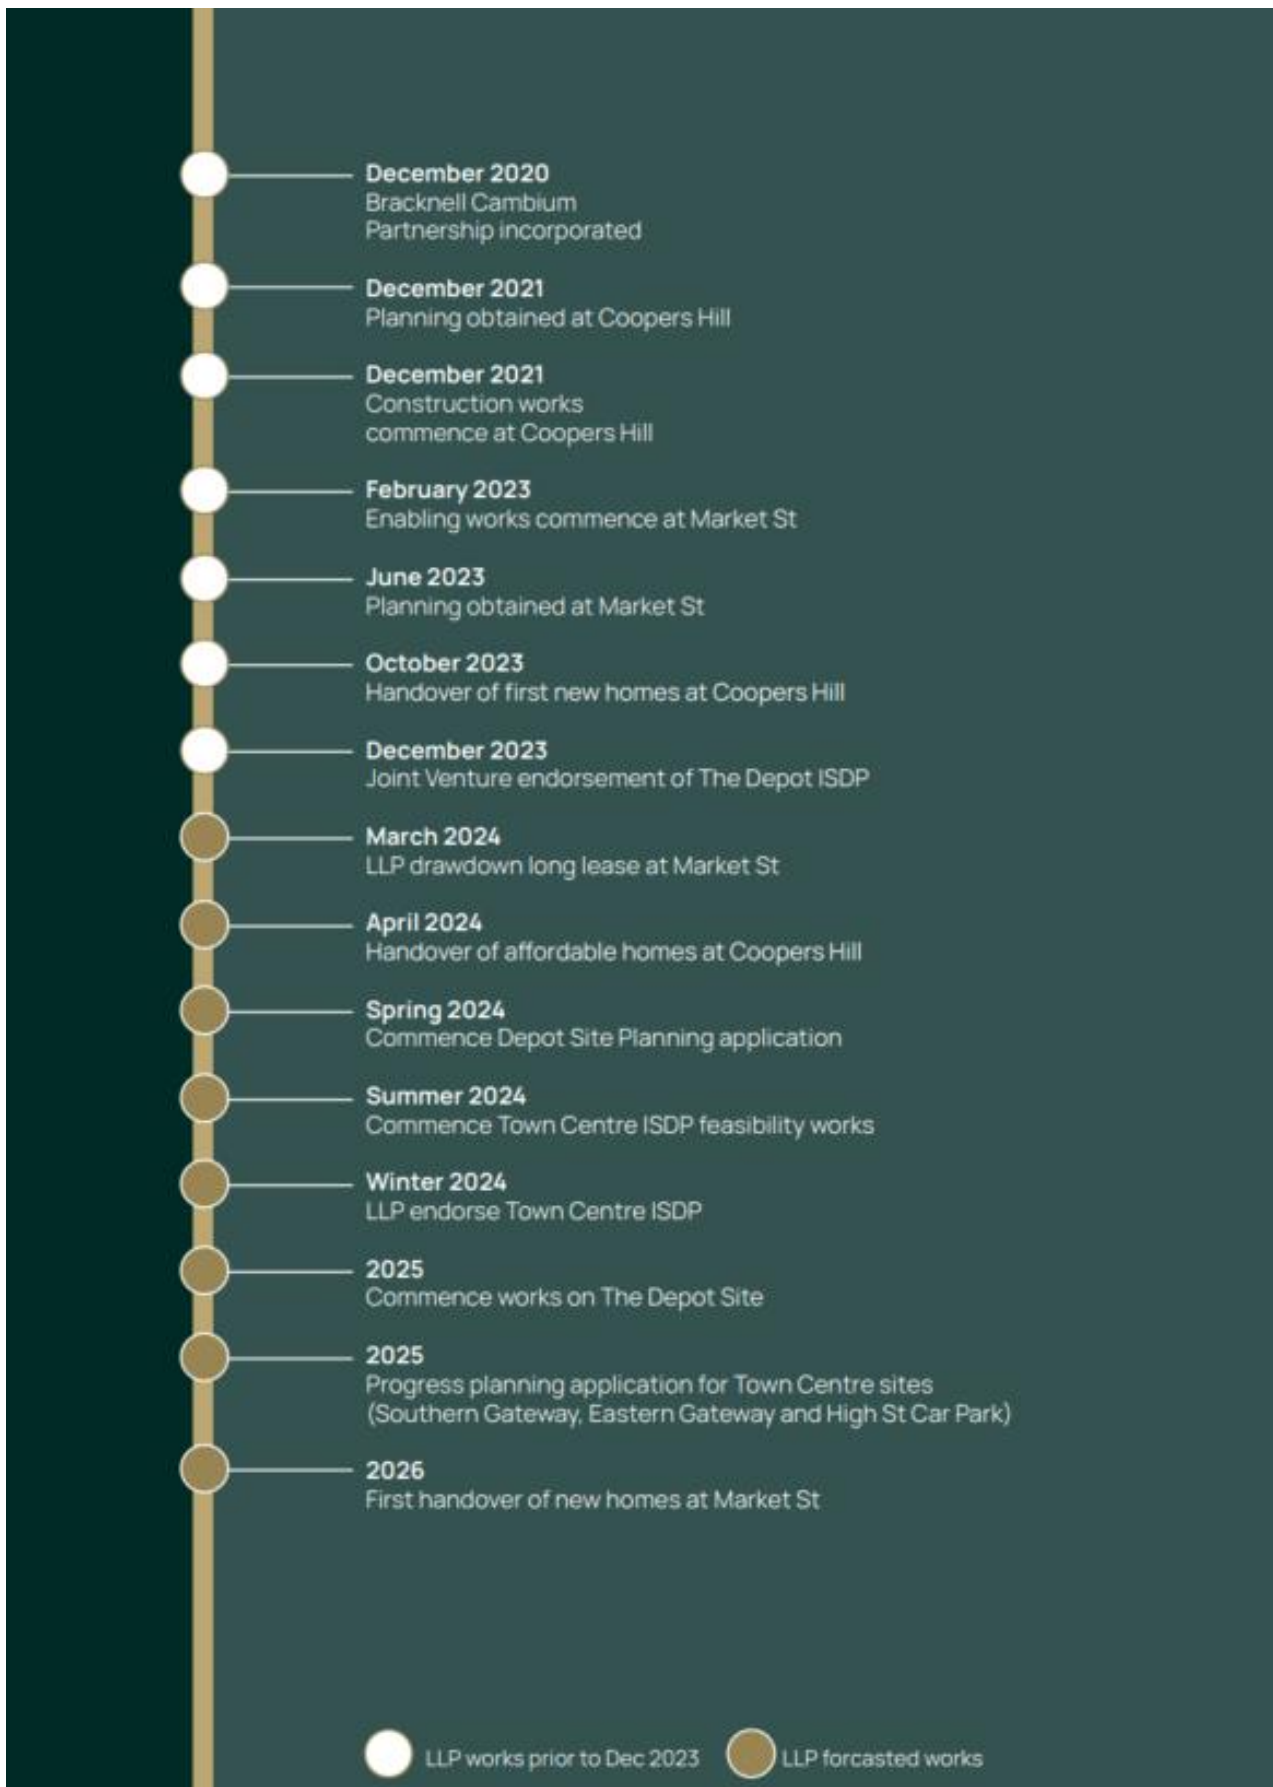 December 2020
Bracknell Cambium
Partnership incorporated
December 2021
Planning obtained at Coopers Hill
December 2021
Construction works
commence at Coopers Hill
February 2023
Enabling works commence at Market St
June 2023
Planning obtained at Market St
October 2023
Handover of first new homes at Coopers Hill
December 2023
Joint Venture endorsement of The Depot ISDP
March 2024
LLP drawdown long lease at Market St
April 2024
Handover of affordable homes at Coopers Hill
Spring 2024
Commence Depot Site Planning application
Summer 2024
Commence Town Centre ISDP feasibility works
Winter 2024
LLP endorse Town Centre ISDP
2025
Commence works on The Depot Site
2025
Progress planning application for Town Centre sites
(Southern Gateway, Eastern Gateway and High St Car Park)
2026
First handover of new homes at Market St
LLP works prior to Dec 2023
LLP forcasted works